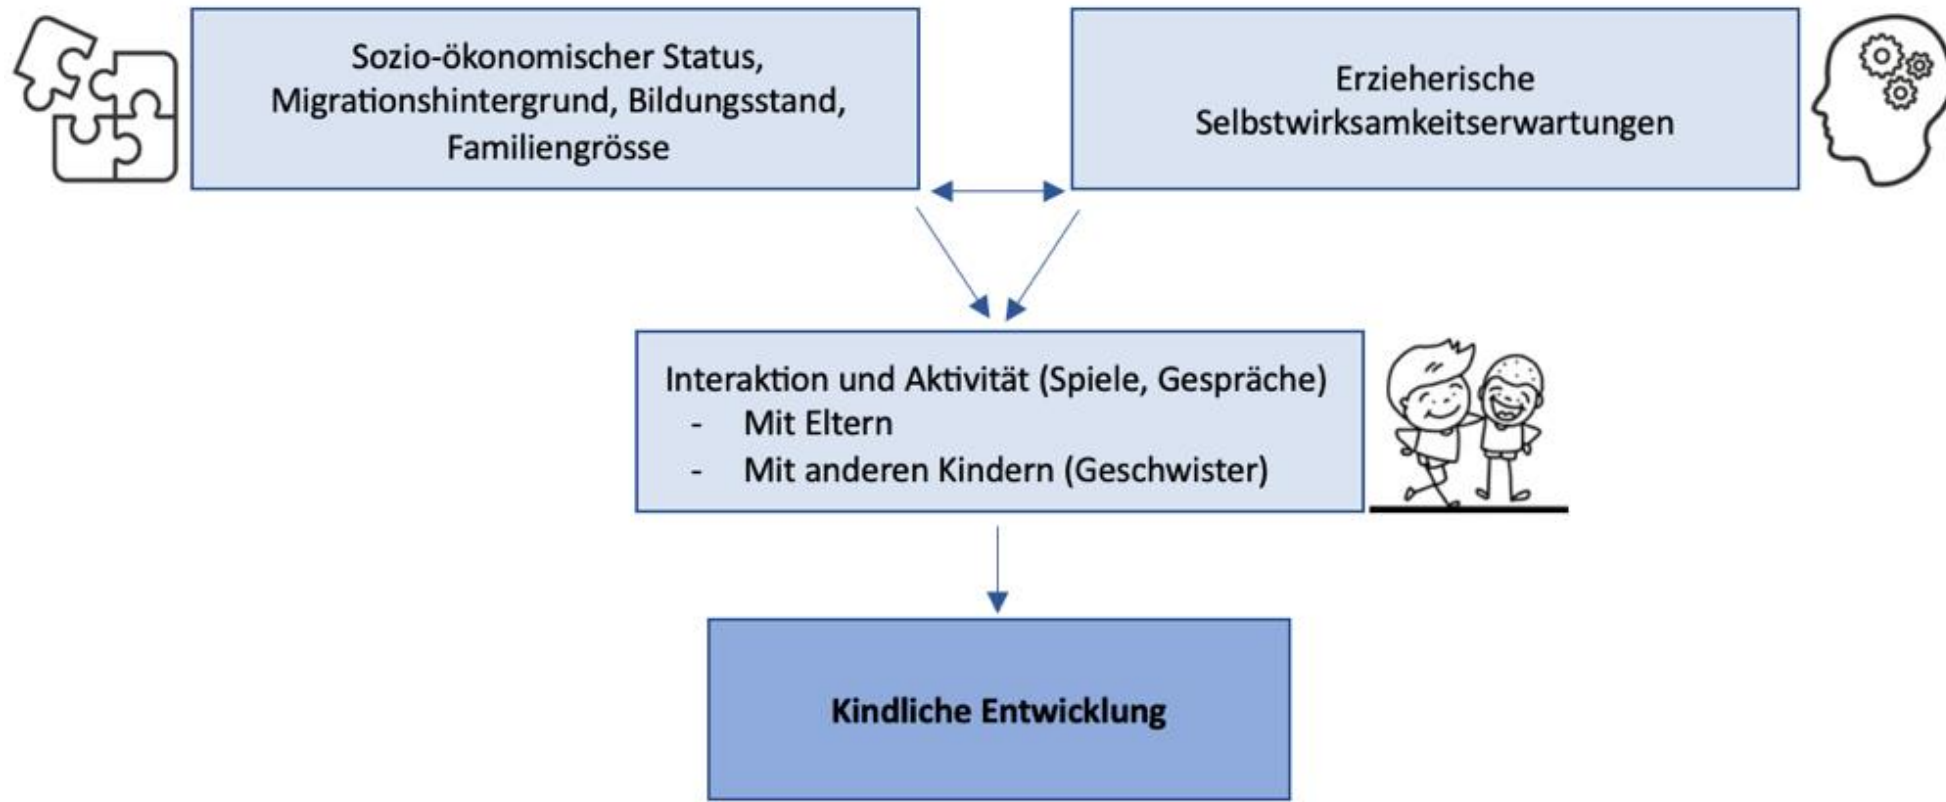 Sozio-ökonomischer Status,
Migrationshintergrund, Bildungsstand,
Familiengrösse
Erzieherische
Selbstwirksamkeitserwartungen
Interaktion und Aktivität (Spiele, Gespräche)
- Mit Eltern
- Mit anderen Kindern (Geschwister)
Kindliche Entwicklung